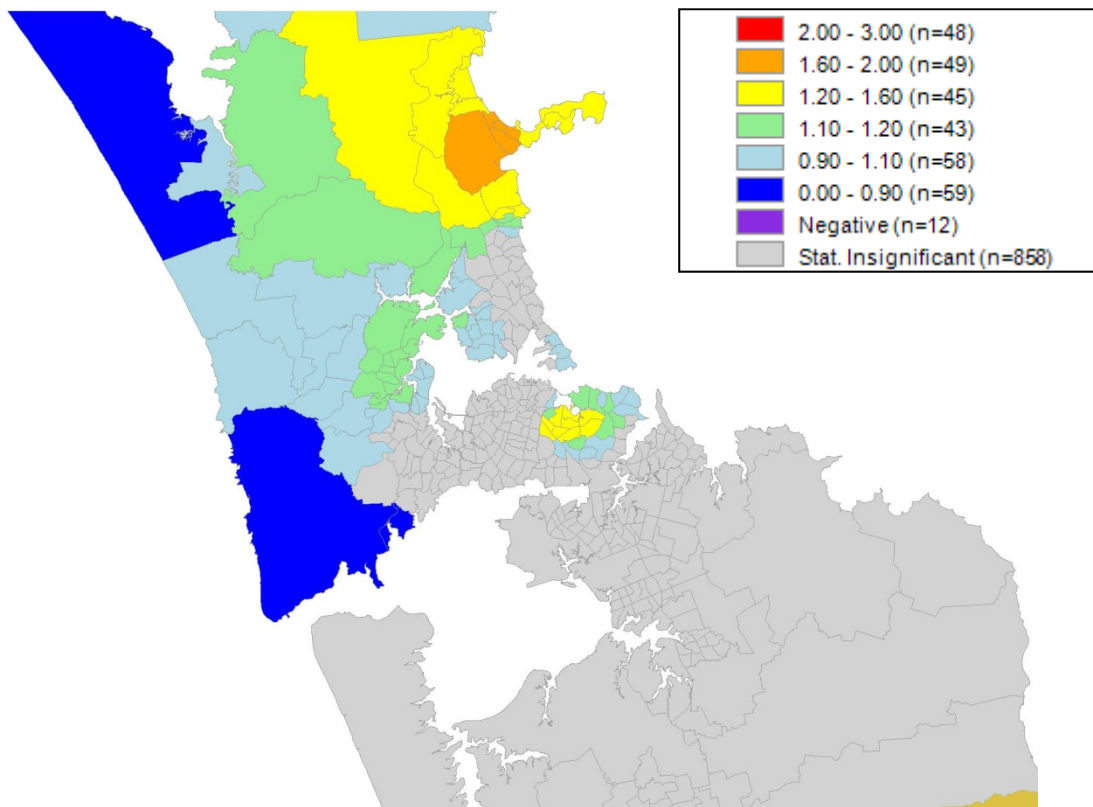 2.00 - 3.00 (n=48)
1.60 - 2.00 (n=49)
1.20 - 1.60 (n=45)
1.10 - 1.20 (n=43)
0.90 - 1.10 (n=58)
0.00 - 0.90 (n=59)
Negative (n=12)
Stat. Insignificant (n=858)